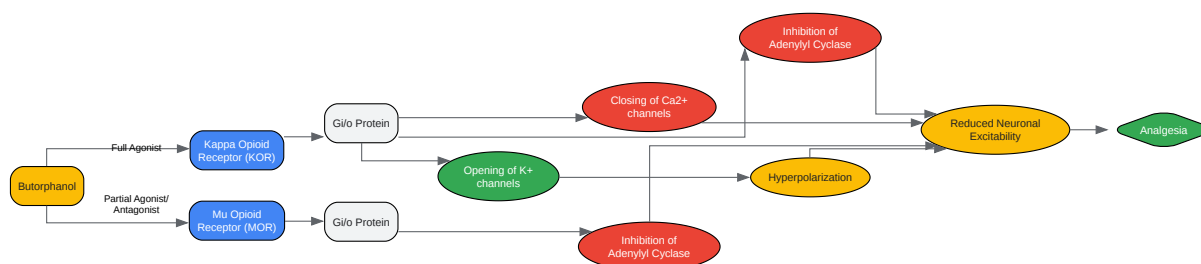 Inhibition of
Adenylyl Cyclase
Closing of Ca2+
channels
Gi/o Protein
Reduced Neuronal
Excitability
Analgesia
Full Agonist
Kappa Opioid
Receptor (KOR)
Opening of K+
channels
Hyperpolarization
Butorphanol
Partial Agonist/
Antagonist
Mu Opioid
Receptor (MOR)
Gi/o Protein
Inhibition of
Adenylyl Cyclase